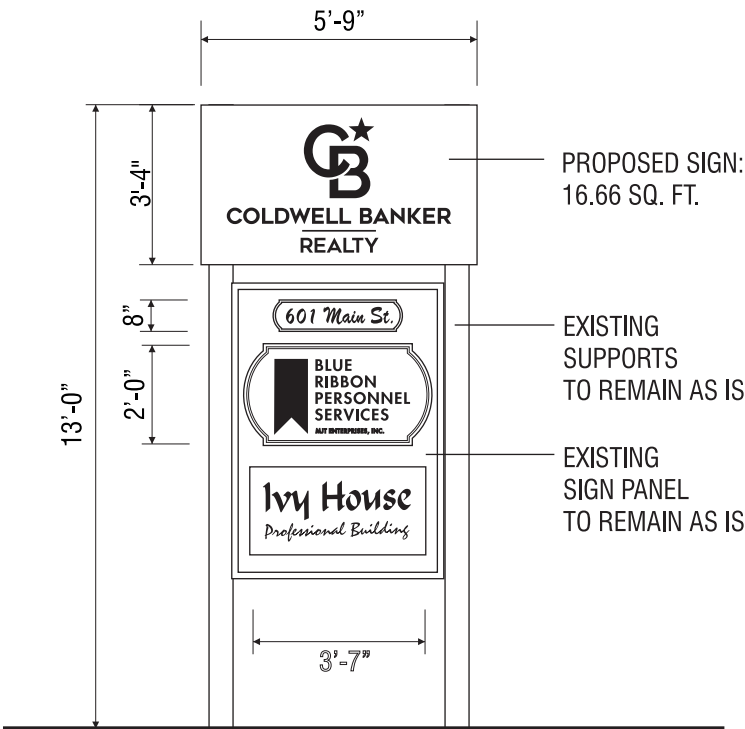 5’-9”
3’-4"
CB
COLDWELL BANKER
REALTY
PROPOSED SIGN:
16.66 SQ. FT.
8”
601 Main St.
EXISTING
SUPPORTS
TO REMAIN AS IS
2’-0”
BLUE
RIBBON
PERSONNEL
SERVICES
MJT ENTERPRISES, INC.
13’-0”
EXISTING
SIGN PANEL
TO REMAIN AS IS
Ivy House
Professional Building
3’-7”